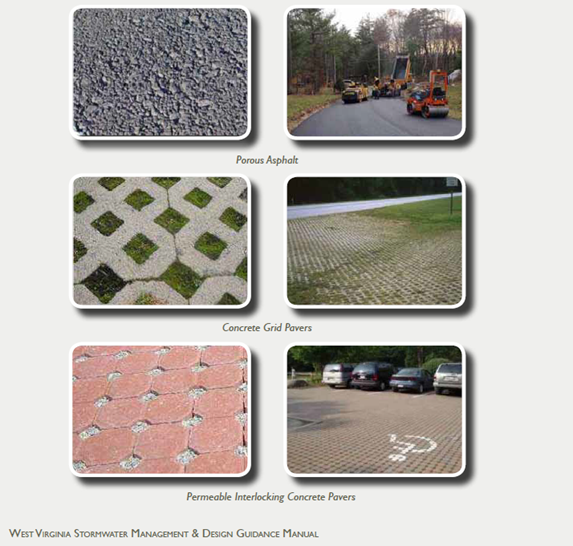 Porous Asphalt
Concrete Grid Pavers
Permeable Interlocking Concrete Pavers
West Virginia Stormwater Management & Design Guidance Manual